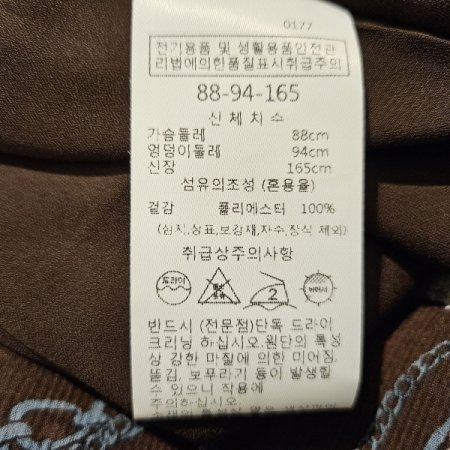 0177
전기용품 및 생활용품안전관
리법에의한품질표시취급주의
88-94-165
신체치수
가슴둘레 88cm
엉덩이둘레 94cm
신장 165cm
섬유의조성 (혼용율)
겉감 폴리에스터 100%
(심지,상표,보강재,자수,장식 제외)
취급상주의사항
드라이 2
반드시 (전문점)단독 드라이
크리닝 하십시오.원단의 특성
상 강한 마찰에 의한 미어짐,
뜯김, 보푸라기 등이 발생할
수 있으니 착용에
주의하십시오.